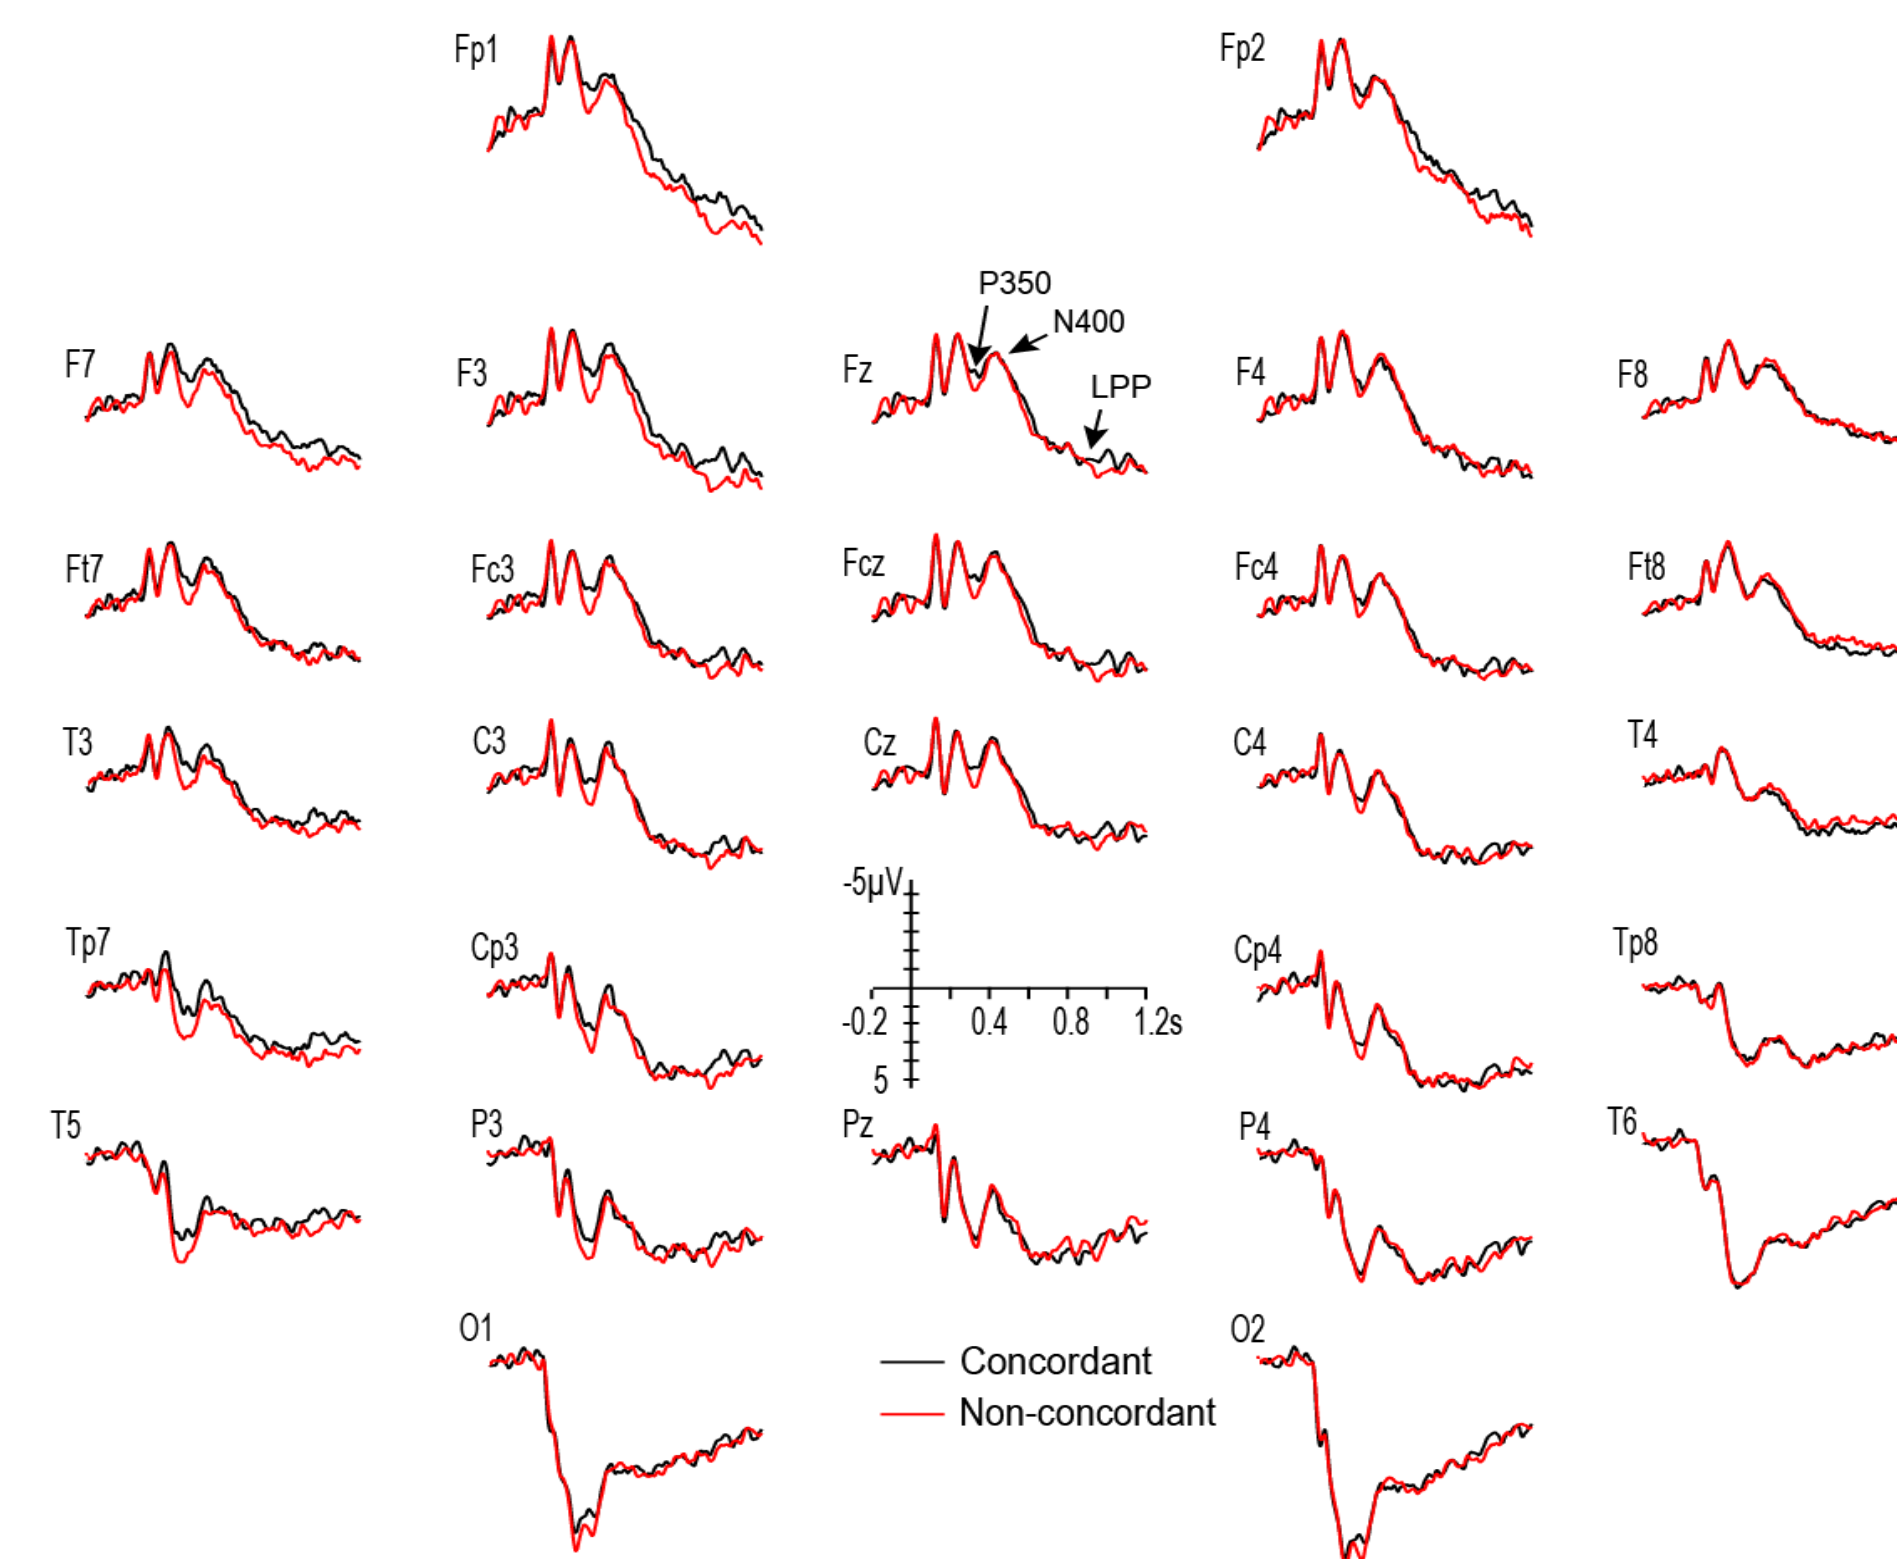 Fp1
Fp2
P350
N400
LPP
F7
F3
Fz
F4
F8
Ft7
Fc3
Fcz
Fc4
Ft8
T3
C3
Cz
C4
T4
-5µV
Tp7
Cp3
Cp4
Tp8
-0.2 0.4 0.8 1.2s
5
T5
P3
Pz
P4
T6
O1
O2
Concordant
Non-concordant